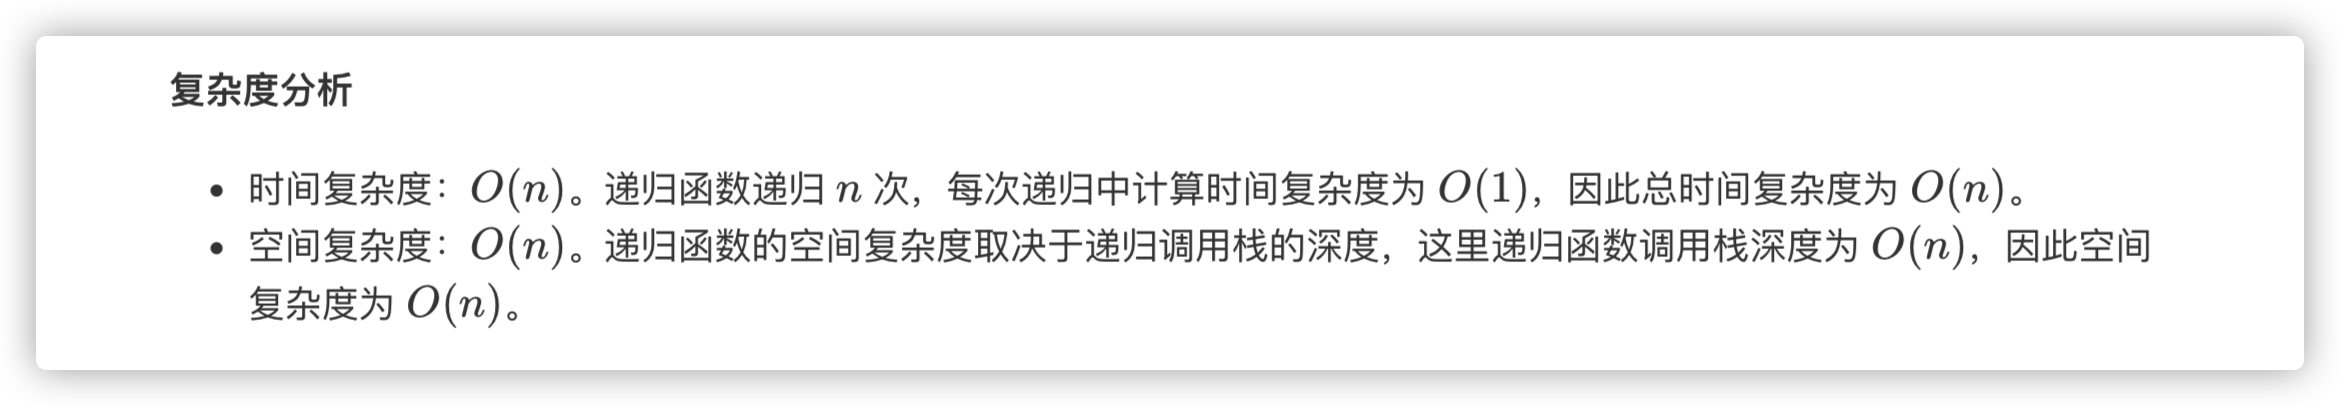 复杂度分析
• 时间复杂度：O(n)。递归函数递归 n 次，每次递归中计算时间复杂度为 O(1)，因此总时间复杂度为 O(n)。
• 空间复杂度：O(n)。递归函数的空间复杂度取决于递归调用栈的深度，这里递归函数调用栈深度为 O(n)，因此空间
复杂度为 O(n)。